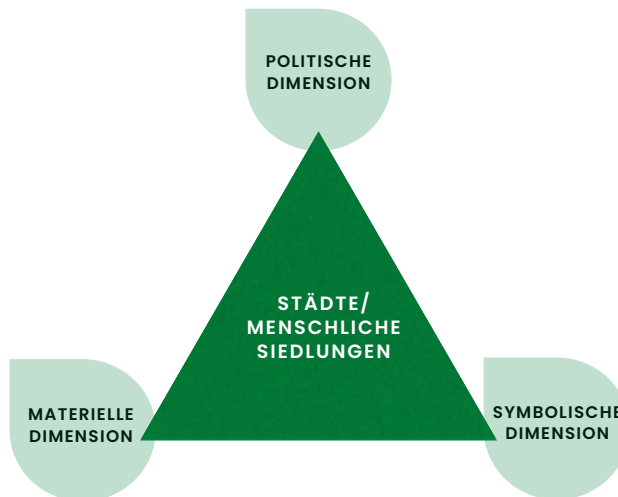 POLITISCHE
DIMENSION
STÄDTE/
MENSCHLICHE
SIEDLUNGEN
MATERIELLE
DIMENSION
SYMBOLISCHE
DIMENSION